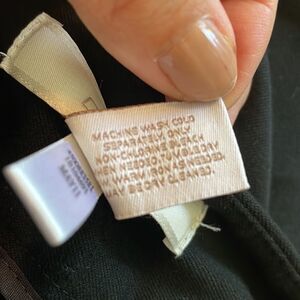 MACHINE WASH COLD
SEPARATELY ONLY
NON-CHLORINE BLEACH
WHEN NEEDED TUMBLE DRY
WARM IRON AS NEEDED.
MAY BE DRY CLEANED.